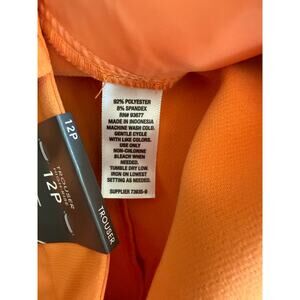 92% POLYESTER
8% SPANDEX
RN# 93677
MADE IN INDONESIA
MACHINE WASH COLD.
GENTLE CYCLE
WITH LIKE COLORS.
USE ONLY
NON-CHLORINE
BLEACH WHEN
NEEDED.
TUMBLE DRY LOW.
IRON ON LOWEST
SETTING AS NEEDED.
SUPPLIER 73835-9
12P
TROUSER
12P
TROUSER